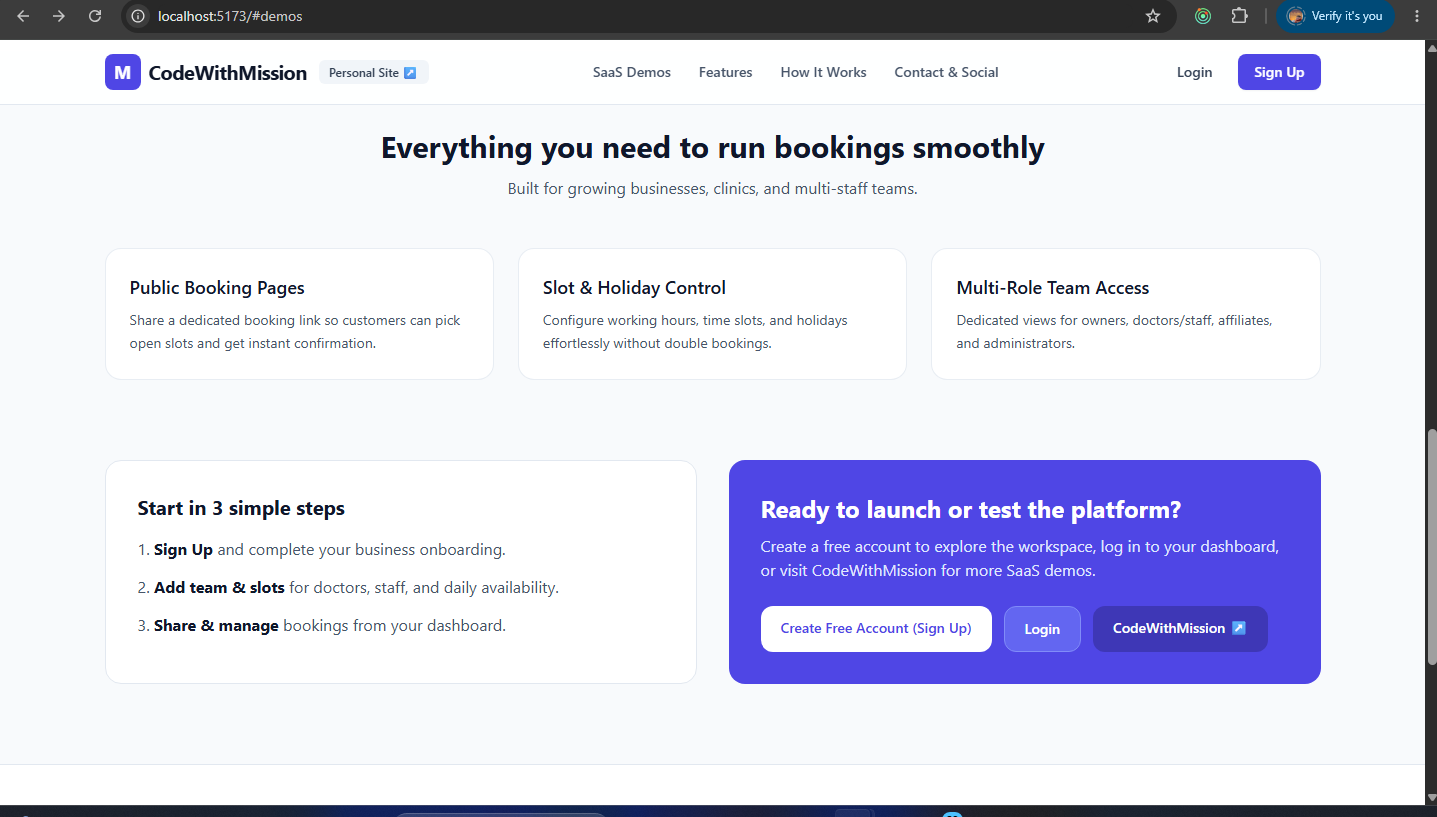 localhost:5173/#demos
Verify it's you
M
CodeWithMission
Personal Site
SaaS Demos
Features
How It Works
Contact & Social
Login
Sign Up
Everything you need to run bookings smoothly
Built for growing businesses, clinics, and multi-staff teams.
Public Booking Pages
Share a dedicated booking link so customers can pick
open slots and get instant confirmation.
Slot & Holiday Control
Configure working hours, time slots, and holidays
effortlessly without double bookings.
Multi-Role Team Access
Dedicated views for owners, doctors/staff, affiliates,
and administrators.
Start in 3 simple steps
1. Sign Up and complete your business onboarding.
2. Add team & slots for doctors, staff, and daily availability.
3. Share & manage bookings from your dashboard.
Ready to launch or test the platform?
Create a free account to explore the workspace, log in to your dashboard,
or visit CodeWithMission for more SaaS demos.
Create Free Account (Sign Up)
Login
CodeWithMission